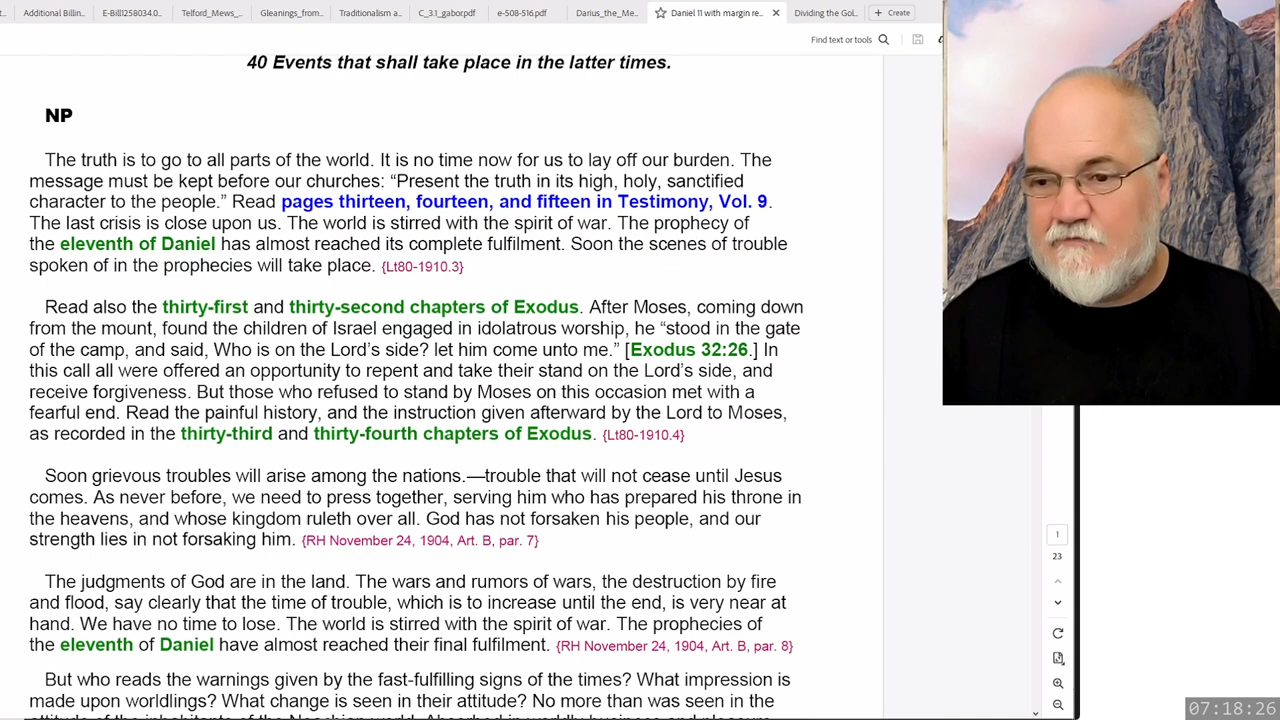 t...
Additional Billin...
E-Bill1258034.0...
Telford_Mews_...
Gleanings_from...
Traditionalism a...
C_3.1_gabor.pdf
e-508-516.pdf
Darius_the_Me...
Daniel 11 with margin re...
Dividing the Gol...
+ Create
Find text or tools
40 Events that shall take place in the latter times.
NP
The truth is to go to all parts of the world. It is no time now for us to lay off our burden. The
message must be kept before our churches: “Present the truth in its high, holy, sanctified
character to the people.” Read pages thirteen, fourteen, and fifteen in Testimony, Vol. 9.
The last crisis is close upon us. The world is stirred with the spirit of war. The prophecy of
the eleventh of Daniel has almost reached its complete fulfilment. Soon the scenes of trouble
spoken of in the prophecies will take place. {Lt80-1910.3}
Read also the thirty-first and thirty-second chapters of Exodus. After Moses, coming down
from the mount, found the children of Israel engaged in idolatrous worship, he “stood in the gate
of the camp, and said, Who is on the Lord’s side? let him come unto me.” [Exodus 32:26.] In
this call all were offered an opportunity to repent and take their stand on the Lord’s side, and
receive forgiveness. But those who refused to stand by Moses on this occasion met with a
fearful end. Read the painful history, and the instruction given afterward by the Lord to Moses,
as recorded in the thirty-third and thirty-fourth chapters of Exodus. {Lt80-1910.4}
Soon grievous troubles will arise among the nations.—trouble that will not cease until Jesus
comes. As never before, we need to press together, serving him who has prepared his throne in
the heavens, and whose kingdom ruleth over all. God has not forsaken his people, and our
strength lies in not forsaking him. {RH November 24, 1904, Art. B, par. 7}
The judgments of God are in the land. The wars and rumors of wars, the destruction by fire
and flood, say clearly that the time of trouble, which is to increase until the end, is very near at
hand. We have no time to lose. The world is stirred with the spirit of war. The prophecies of
the eleventh of Daniel have almost reached their final fulfilment. {RH November 24, 1904, Art. B, par. 8}
But who reads the warnings given by the fast-fulfilling signs of the times? What impression is
made upon worldlings? What change is seen in their attitude? No more than was seen in the
attitude of the inhabitants of the Noachian world. Absorbed in worldly business and pleasure
1
23
07:18:26